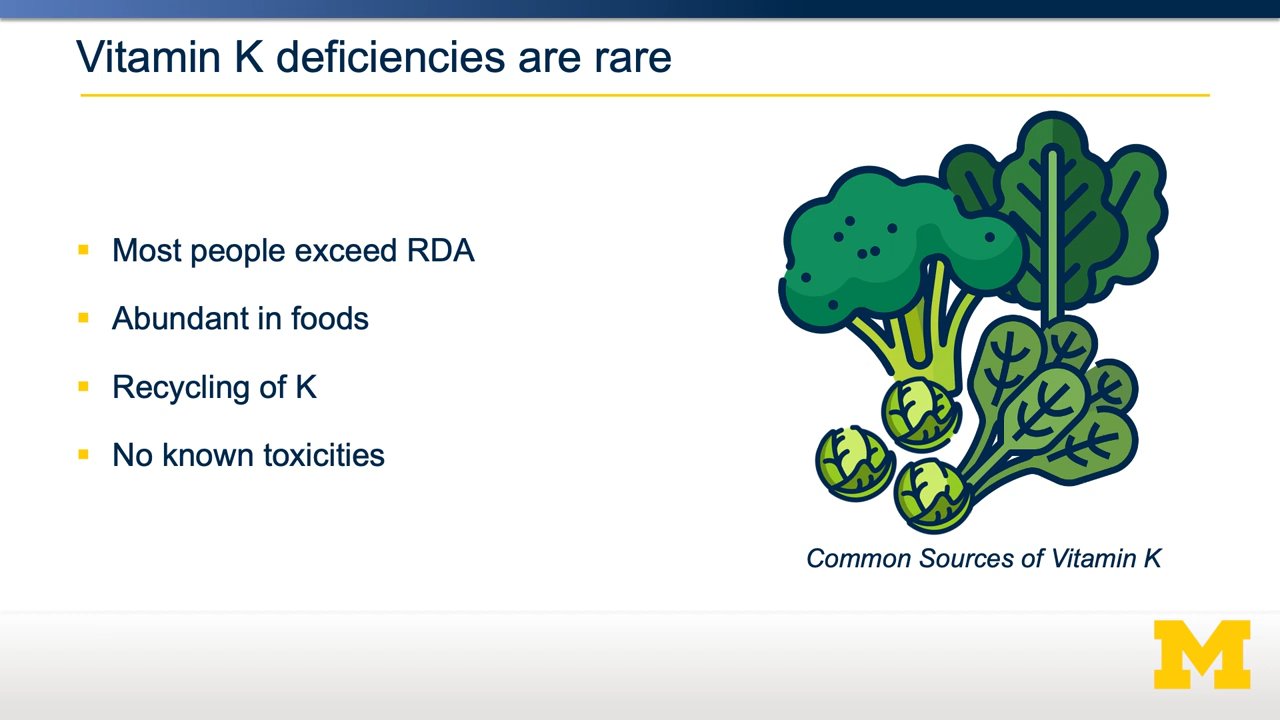 Vitamin K deficiencies are rare
▪ Most people exceed RDA
▪ Abundant in foods
▪ Recycling of K
▪ No known toxicities
Common Sources of Vitamin K
M